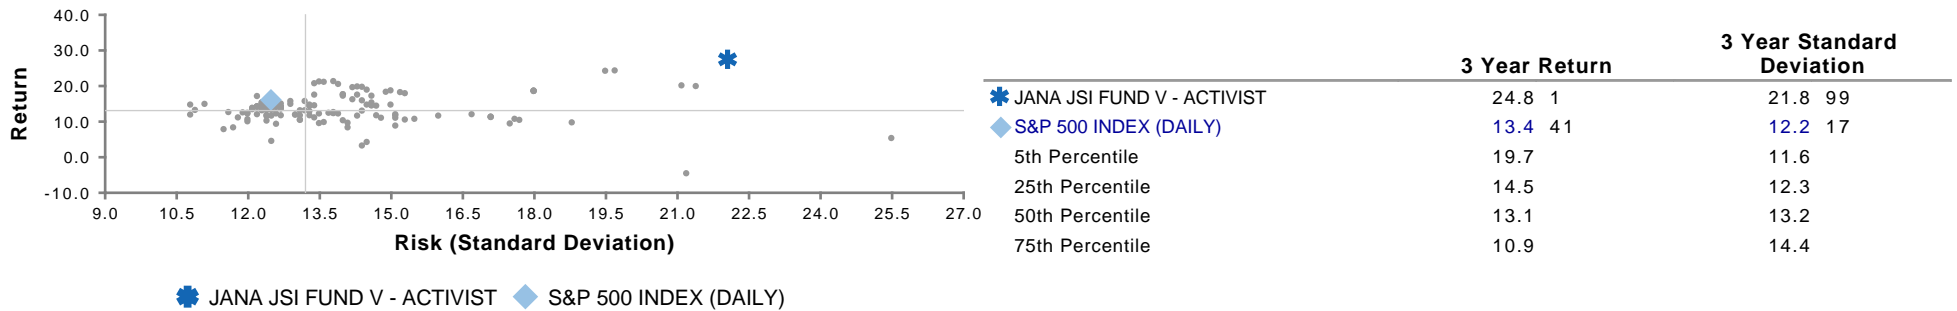 40.0
30.0
20.0
10.0
0.0
-10.0
Return
9.0 10.5 12.0 13.5 15.0 16.5 18.0 19.5 21.0 22.5 24.0 25.5 27.0
Risk (Standard Deviation)
JANA JSI FUND V - ACTIVIST S&P 500 INDEX (DAILY)
3 Year Return 3 Year Standard Deviation
JANA JSI FUND V - ACTIVIST 24.8 1 21.8 99
S&P 500 INDEX (DAILY) 13.4 41 12.2 17
5th Percentile 19.7 11.6
25th Percentile 14.5 12.3
50th Percentile 13.1 13.2
75th Percentile 10.9 14.4